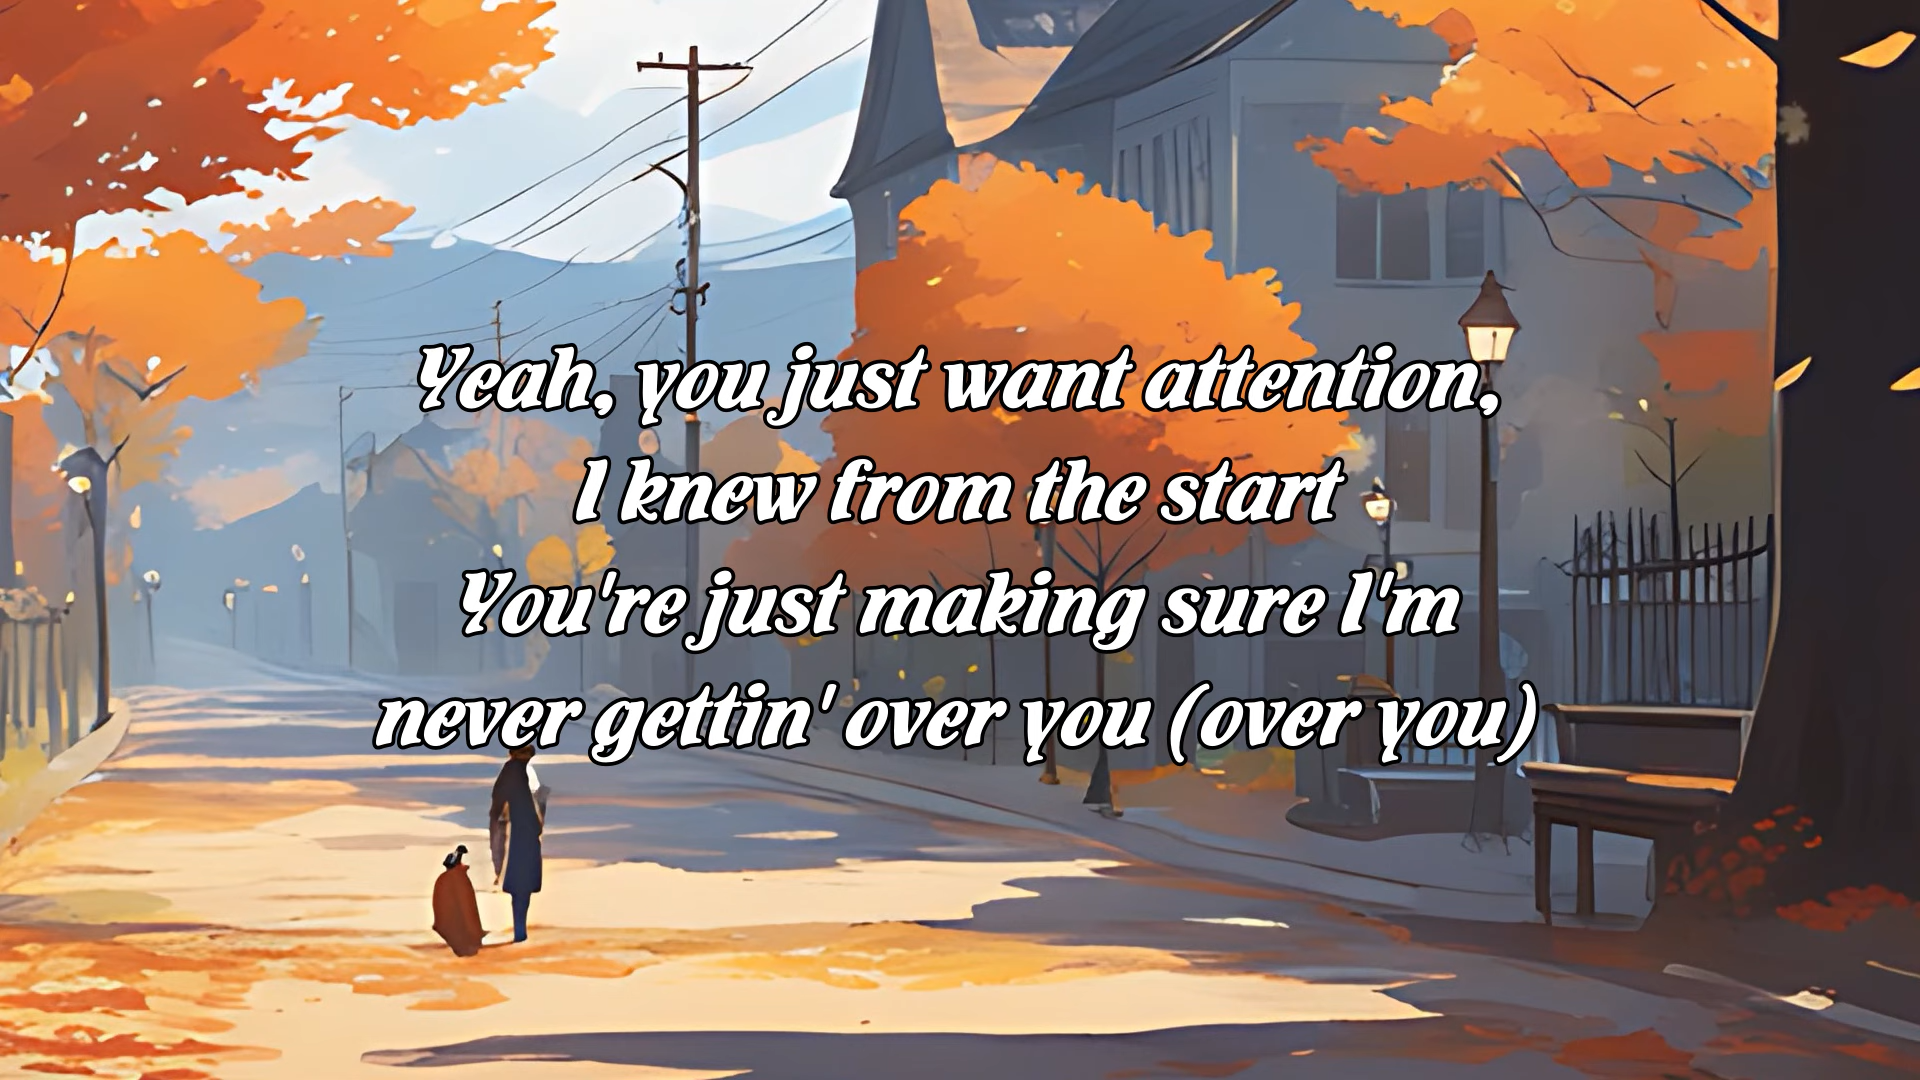 Yeah, you just want attention,
I knew from the start
You're just making sure I'm
never gettin' over you (over you)